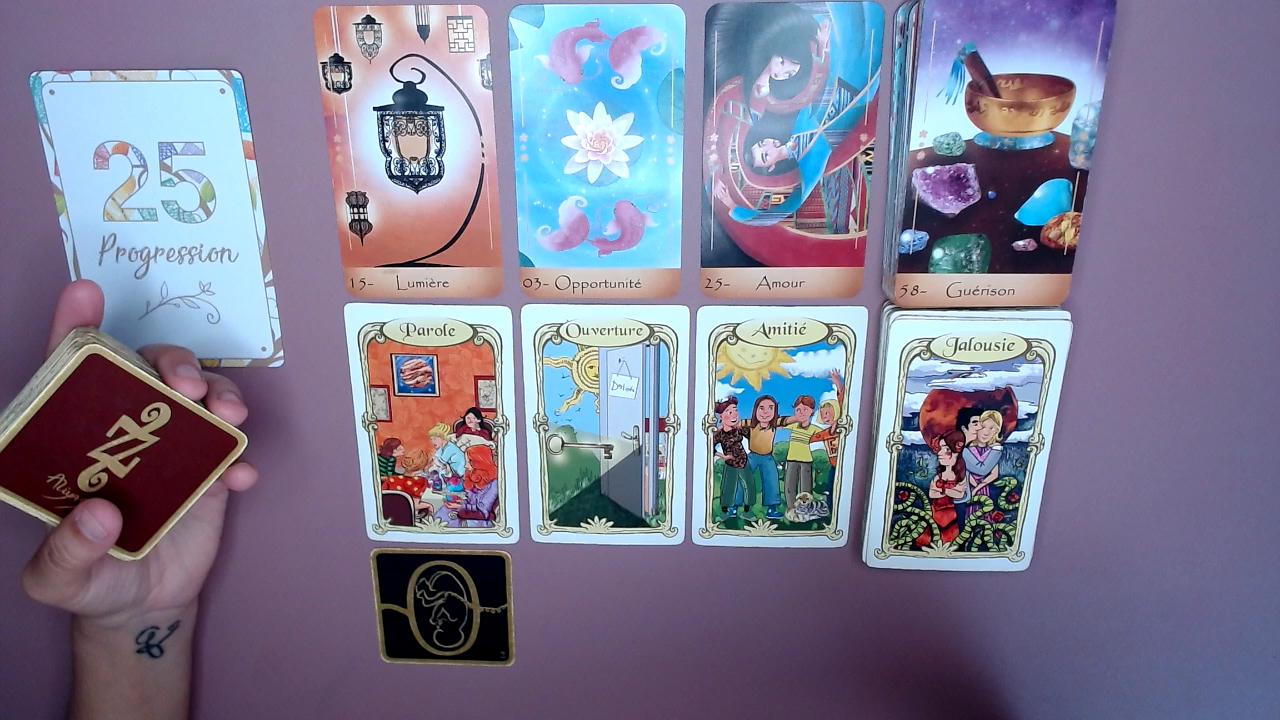 25
Progression
15- Lumière
03- Opportunité
25- Amour
58- Guérison
Parole
Ouverture
Amitié
Jalousie